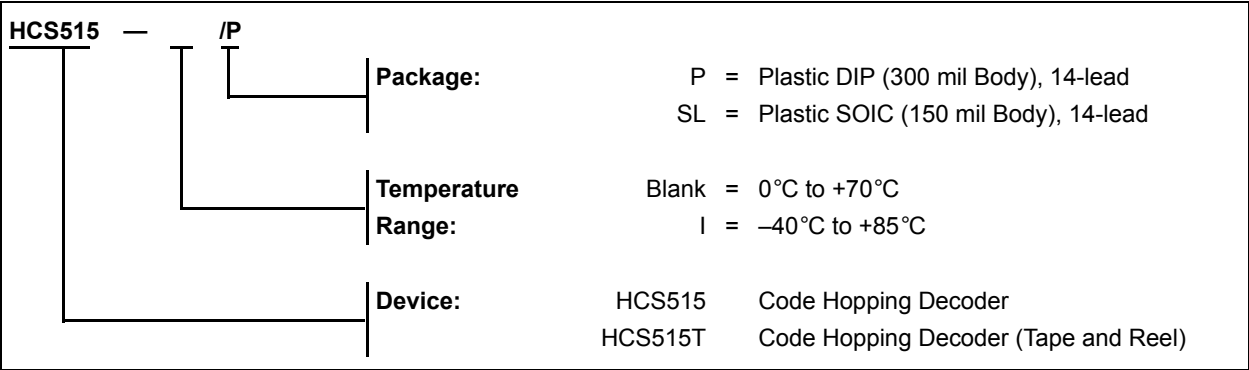 HCS515 — /P
Package: P = Plastic DIP (300 mil Body), 14-lead
SL = Plastic SOIC (150 mil Body), 14-lead
Temperature Blank = 0°C to +70°C
Range: I = –40°C to +85°C
Device: HCS515 Code Hopping Decoder
HCS515T Code Hopping Decoder (Tape and Reel)